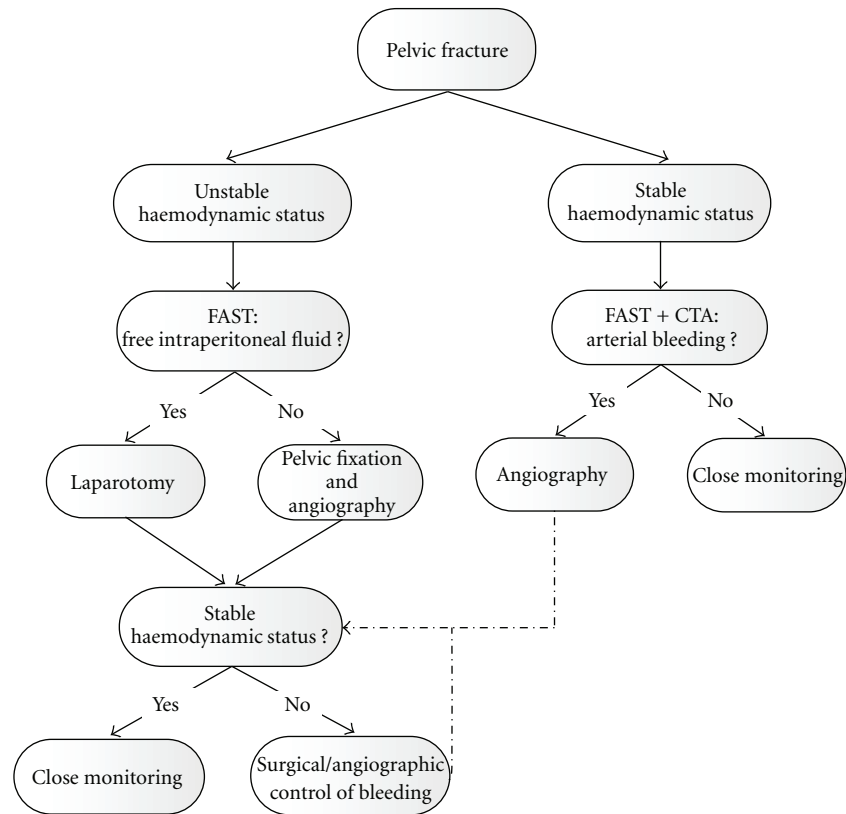 Pelvic fracture
Unstable
haemodynamic status
Stable
haemodynamic status
FAST:
free intraperitoneal fluid ?
FAST + CTA:
arterial bleeding ?
Yes
No
Yes
No
Laparotomy
Pelvic fixation
and
angiography
Angiography
Close monitoring
Stable
haemodynamic status ?
Yes
No
Close monitoring
Surgical/angiographic
control of bleeding